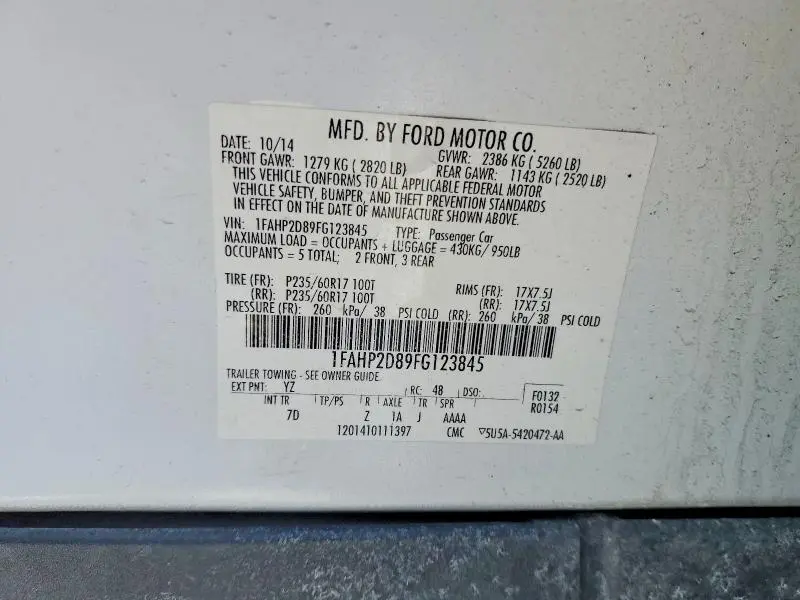 MFD. BY FORD MOTOR CO.
DATE: 10/14 GVWR: 2386 KG ( 5260 LB)
FRONT GAWR: 1279 KG ( 2820 LB) REAR GAWR: 1143 KG ( 2520 LB)
THIS VEHICLE CONFORMS TO ALL APPLICABLE FEDERAL MOTOR
VEHICLE SAFETY, BUMPER, AND THEFT PREVENTION STANDARDS
IN EFFECT ON THE DATE OF MANUFACTURE SHOWN ABOVE.
VIN: 1FAHP2D89FG123845 TYPE: Passenger Car
MAXIMUM LOAD = OCCUPANTS + LUGGAGE = 430KG/ 950LB
OCCUPANTS = 5 TOTAL; 2 FRONT, 3 REAR
TIRE (FR): P235/60R17 100T RIMS (FR): 17X7.5J
(RR): P235/60R17 100T (RR): 17X7.5J
PRESSURE (FR): 260 kPa/ 38 PSI COLD (RR): 260 kPa/ 38 PSI COLD
1FAHP2D89FG123845
TRAILER TOWING - SEE OWNER GUIDE.
EXT PNT: YZ RC: 48 DSO: F0132
INT TR TP/PS R AXLE TR SPR R0154
7D Z 1A J AAAA
1201410111397 CMC ▽5U5A-5420472-AA